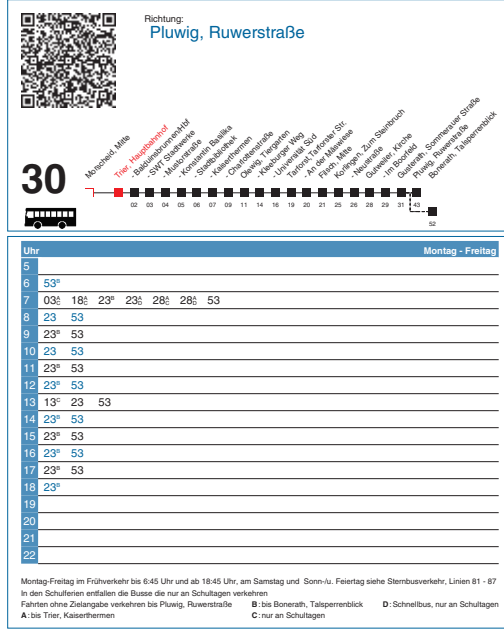 Richtung:
Pluwig, Ruwerstraße
30
Morscheid, Mitte
Trier, Hauptbahnhof
- Balduinsbrunnen/Hbf
- SWT Stadtwerke
- Mustorstraße
- Konstantin Basilika
- Stadtbibliothek
- Kaiserthermen
- Charlottenstraße
Olewig, Tiergarten
- Kleeburger Weg
- Universität Süd
Tarforst, Tarforster Str.
- An der Mäswiese
Filsch, Mitte
Korlingen, Zum Steinbruch
- Neustraße
Gutweiler, Kirche
- Im Boorfeld
Gusterath, Sommerauer Straße
Pluwig, Ruwerstraße
Bonerath, Talsperrenblick
02 03 04 05 06 07 09 11 14 16 19 20 21 25 26 28 29 31 43
52
Uhr Montag - Freitag
5
6 53ᴮ
7 03ᴬC 18ᴬC 23ᴮ 23ᴬD 28ᴬC 28ᴬD 53
8 23 53
9 23ᴮ 53
10 23 53
11 23ᴮ 53
12 23ᴮ 53
13 13ᶜ 23 53
14 23ᴮ 53
15 23ᴮ 53
16 23ᴮ 53
17 23ᴮ 53
18 23ᴮ
19
20
21
22
Montag-Freitag im Frühverkehr bis 6:45 Uhr und ab 18:45 Uhr, am Samstag und Sonn-/u. Feiertag siehe Sternbusverkehr, Linien 81 - 87
In den Schulferien entfallen die Busse die nur an Schultagen verkehren
Fahrten ohne Zielangabe verkehren bis Pluwig, Ruwerstraße B: bis Bonerath, Talsperrenblick D: Schnellbus, nur an Schultagen
A: bis Trier, Kaiserthermen C: nur an Schultagen